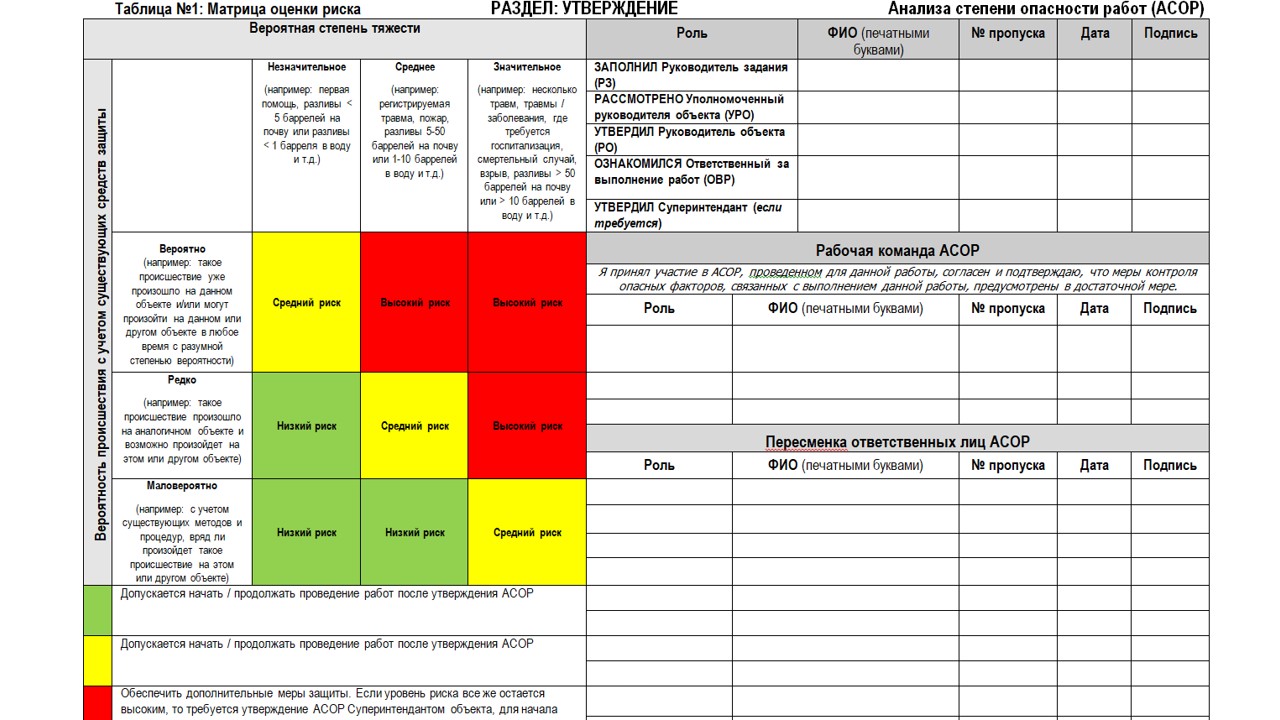 Таблица №1: Матрица оценки риска
РАЗДЕЛ: УТВЕРЖДЕНИЕ
Анализа степени опасности работ (АСОР)
Вероятная степень тяжести
Вероятность происшествия с учетом существующих средств защиты
Незначительное
(например: первая
помощь, разливы <
5 баррелей на
почву или разливы
< 1 барреля в воду
и т.д.)
Среднее
(например:
регистрируемая
травма, пожар,
разливы 5-50
баррелей на почву
или 1-10 баррелей
в воду и т.д.)
Значительное
(например: несколько
травм, травмы /
заболевания, где
требуется
госпитализация,
смертельный случай,
взрыв, разливы > 50
баррелей на почву
или > 10 баррелей в
воду и т.д.)
Вероятно
(например: такое
происшествие уже
произошло на данном
объекте и/или могут
произойти на данном или
другом объекте в любое
время с разумной
степенью вероятности)
Средний риск
Высокий риск
Высокий риск
Редко
(например: такое
происшествие произошло
на аналогичном объекте и
возможно произойдет на
этом или другом объекте)
Низкий риск
Средний риск
Высокий риск
Маловероятно
(например: с учетом
существующих методов и
процедур, вряд ли
произойдет такое
происшествие на этом
или другом объекте)
Низкий риск
Низкий риск
Средний риск
Допускается начать / продолжать проведение работ после утверждения АСОР
Допускается начать / продолжать проведение работ после утверждения АСОР
Обеспечить дополнительные меры защиты. Если уровень риска все же остается
высоким, то требуется утверждение АСОР Суперинтендантом объекта, для начала
Роль
ФИО (печатными
буквами)
№ пропуска
Дата
Подпись
ЗАПОЛНИЛ Руководитель задания
(РЗ)
РАССМОТРЕНО Уполномоченный
руководителя объекта (УРО)
УТВЕРДИЛ Руководитель объекта
(РО)
ОЗНАКОМИЛСЯ Ответственный за
выполнение работ (ОВР)
УТВЕРДИЛ Суперинтендант (если
требуется)
Рабочая команда АСОР
Я принял участие в АСОР, проведенном для данной работы, согласен и подтверждаю, что меры контроля
опасных факторов, связанных с выполнением данной работы, предусмотрены в достаточной мере.
Роль
ФИО (печатными буквами)
№ пропуска
Дата
Подпись
Пересменка ответственных лиц АСОР
Роль
ФИО (печатными буквами)
№ пропуска
Дата
Подпись